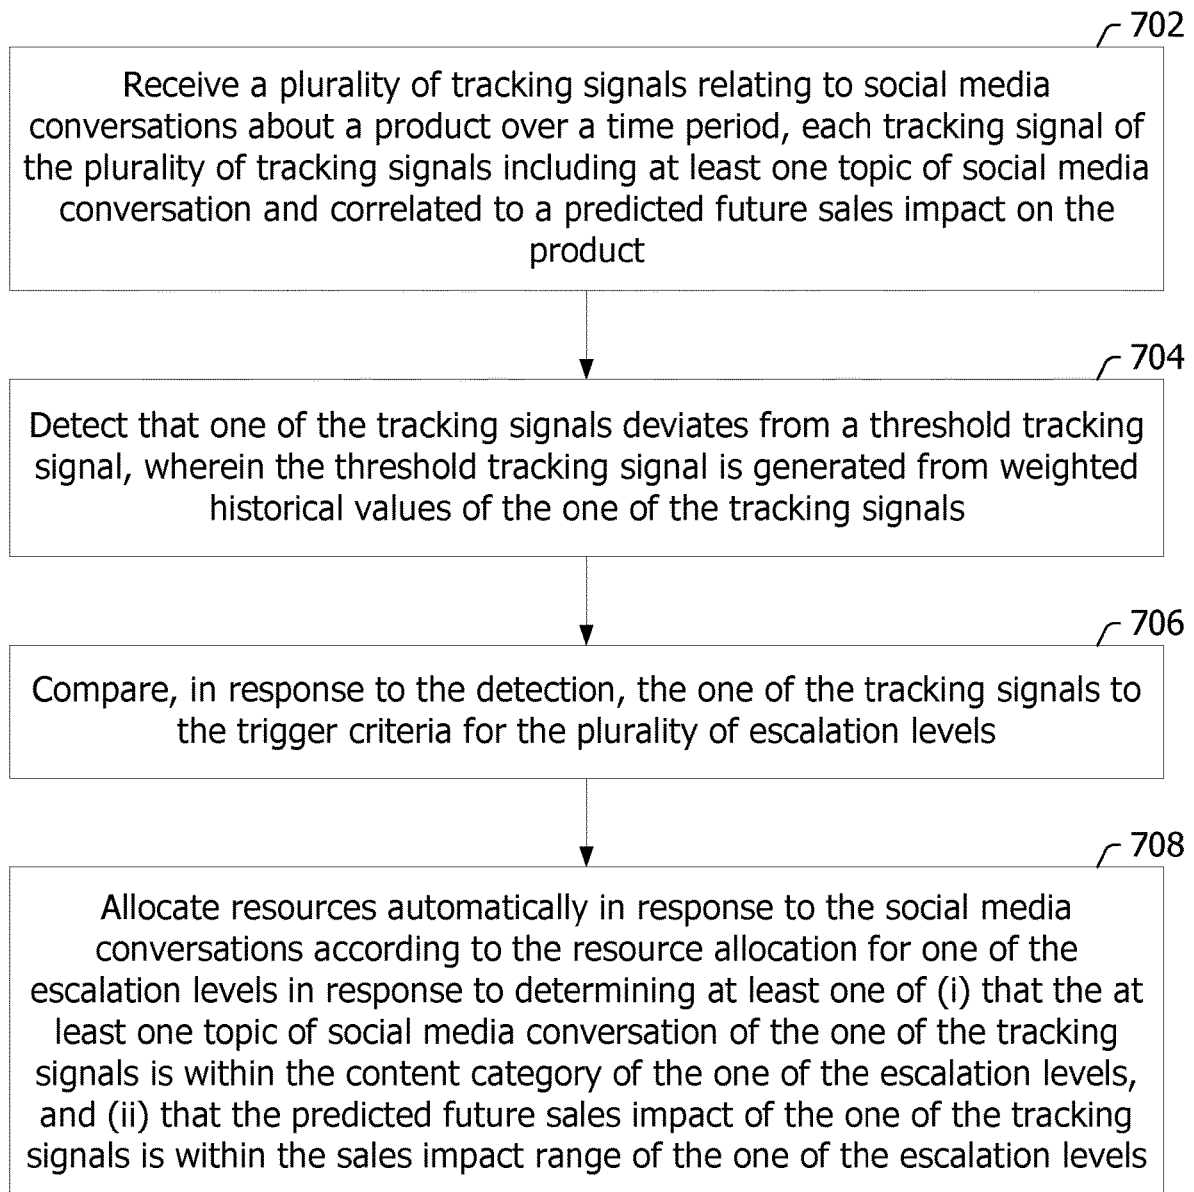 702
Receive a plurality of tracking signals relating to social media
conversations about a product over a time period, each tracking signal of
the plurality of tracking signals including at least one topic of social media
conversation and correlated to a predicted future sales impact on the
product
704
Detect that one of the tracking signals deviates from a threshold tracking
signal, wherein the threshold tracking signal is generated from weighted
historical values of the one of the tracking signals
706
Compare, in response to the detection, the one of the tracking signals to
the trigger criteria for the plurality of escalation levels
708
Allocate resources automatically in response to the social media
conversations according to the resource allocation for one of the
escalation levels in response to determining at least one of (i) that the at
least one topic of social media conversation of the one of the tracking
signals is within the content category of the one of the escalation levels,
and (ii) that the predicted future sales impact of the one of the tracking
signals is within the sales impact range of the one of the escalation levels